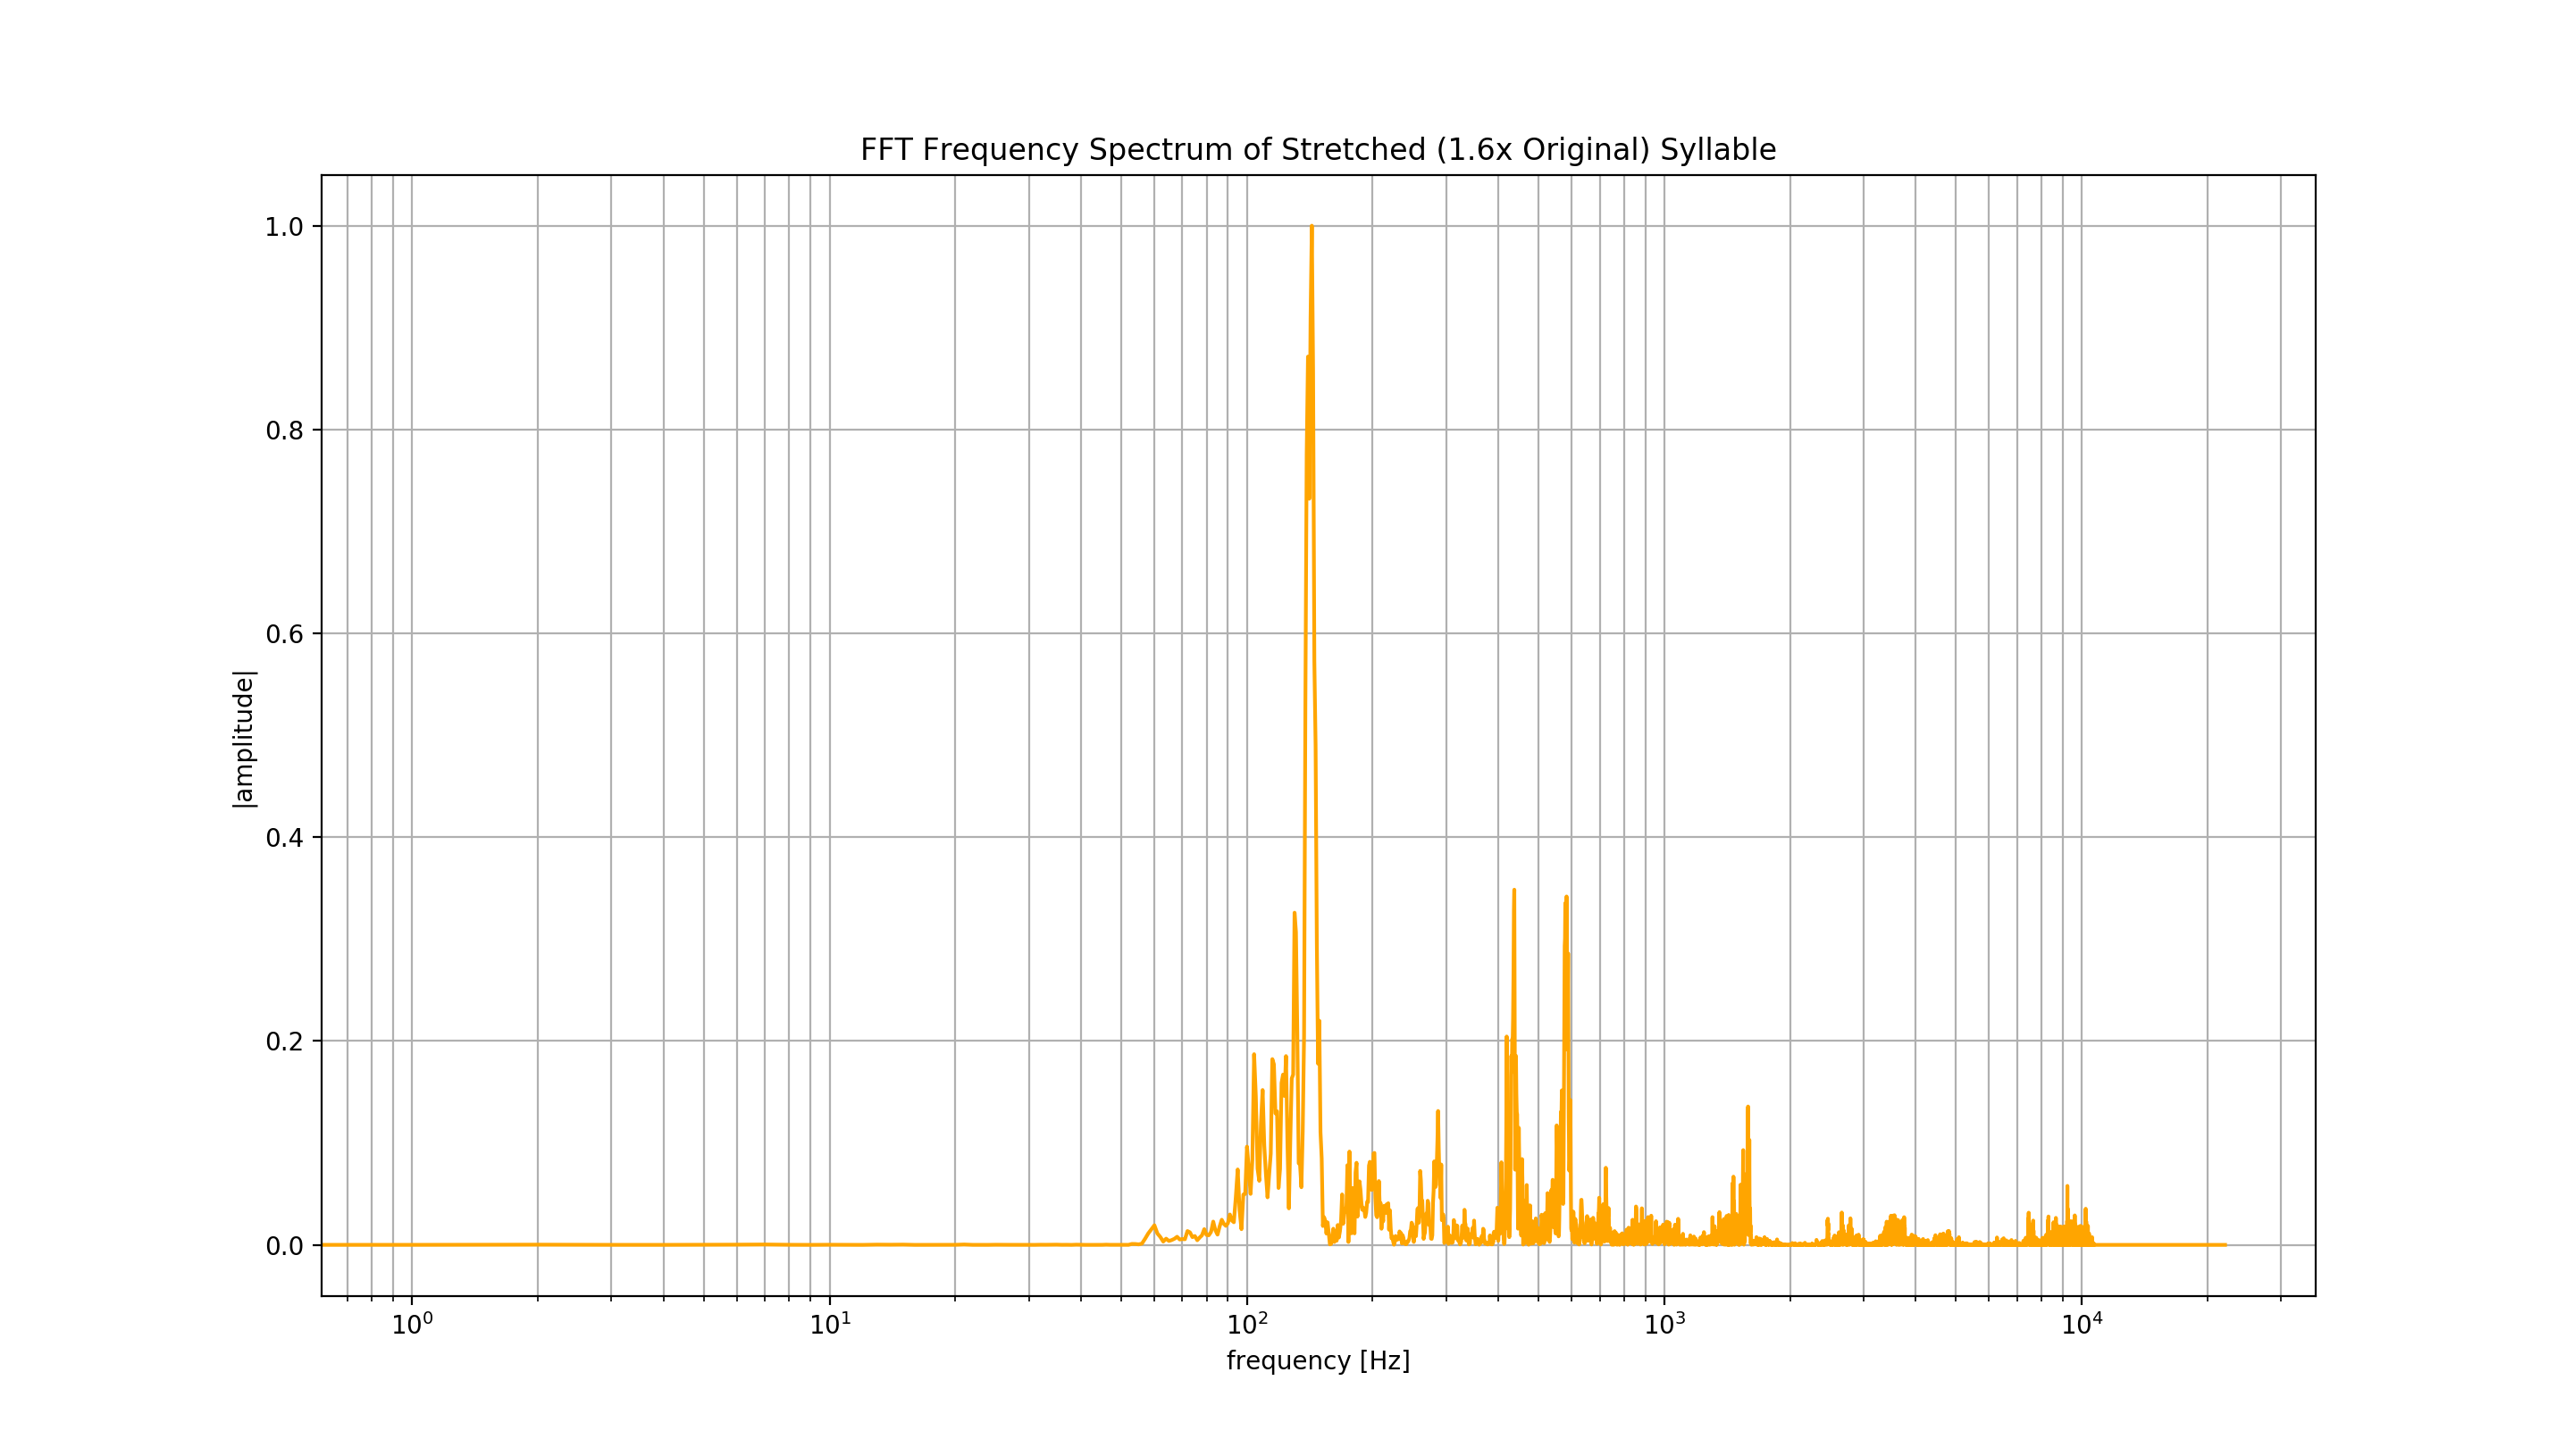 FFT Frequency Spectrum of Stretched (1.6x Original) Syllable
1.0
0.8
0.6
0.4
0.2
0.0
|amplitude|
10⁰ 10¹ 10² 10³ 10⁴
frequency [Hz]